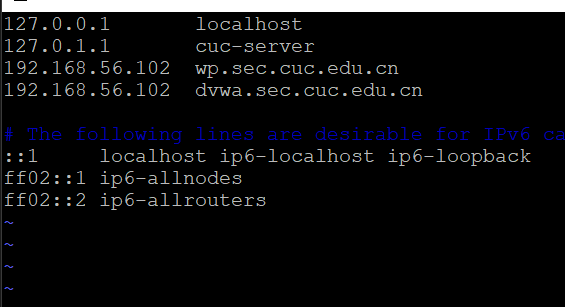 127.0.0.1       localhost
127.0.1.1       cuc-server
192.168.56.102  wp.sec.cuc.edu.cn
192.168.56.102  dvwa.sec.cuc.edu.cn
# The following lines are desirable for IPv6 ca
::1     localhost ip6-localhost ip6-loopback
ff02::1 ip6-allnodes
ff02::2 ip6-allrouters
~
~
~
~